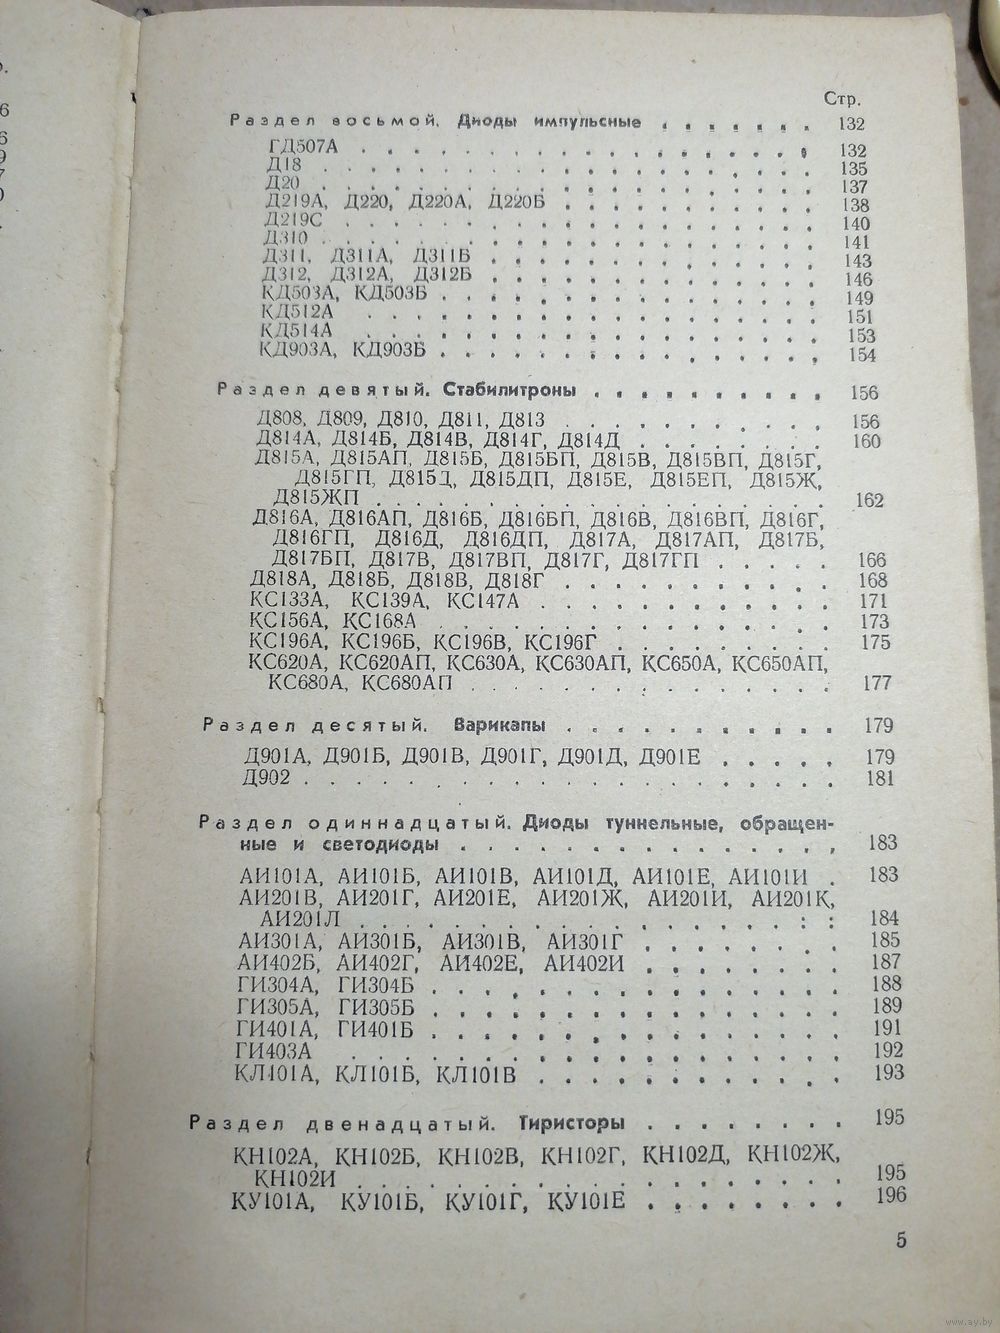 Стр.
Раздел восьмой. Диоды импульсные . . . . . . . 132
ГД507А . . . . . . . . . . . . . . . . . 132
Д18 . . . . . . . . . . . . . . . . . . 135
Д20 . . . . . . . . . . . . . . . . . . 137
Д219А, Д220, Д220А, Д220Б . . . . . . . . . 138
Д219С . . . . . . . . . . . . . . . . . 140
Д310 . . . . . . . . . . . . . . . . . . 141
Д311, Д311А, Д311Б . . . . . . . . . . . . 143
Д312, Д312А, Д312Б . . . . . . . . . . . . 146
КД503А, КД503Б . . . . . . . . . . . . . . 149
КД512А . . . . . . . . . . . . . . . . . 151
КД514А . . . . . . . . . . . . . . . . . 153
КД903А, КД903Б . . . . . . . . . . . . . . 154
Раздел девятый. Стабилитроны . . . . . . . . . . 156
Д808, Д809, Д810, Д811, Д813 . . . . . . . . . 156
Д814А, Д814Б, Д814В, Д814Г, Д814Д . . . . . . . 160
Д815А, Д815АП, Д815Б, Д815БП, Д815В, Д815ВП, Д815Г,
Д815ГП, Д815Д, Д815ДП, Д815Е, Д815ЕП, Д815Ж,
Д815ЖП . . . . . . . . . . . . . . . . 162
Д816А, Д816АП, Д816Б, Д816БП, Д816В, Д816ВП, Д816Г,
Д816ГП, Д816Д, Д816ДП, Д817А, Д817АП, Д817Б,
Д817БП, Д817В, Д817ВП, Д817Г, Д817ГП . . . . . 166
Д818А, Д818Б, Д818В, Д818Г . . . . . . . . . 168
КС133А, КС139А, КС147А . . . . . . . . . . . 171
КС156А, КС168А . . . . . . . . . . . . . . 173
КС196А, КС196Б, КС196В, КС196Г . . . . . . . . 175
КС620А, КС620АП, КС630А, КС630АП, КС650А, КС650АП,
КС680А, КС680АП . . . . . . . . . . . . . 177
Раздел десятый. Варикапы . . . . . . . . . . . 179
Д901А, Д901Б, Д901В, Д901Г, Д901Д, Д901Е . . . . . 179
Д902 . . . . . . . . . . . . . . . . . . 181
Раздел одиннадцатый. Диоды туннельные, обращен-
ные и светодиоды . . . . . . . . . . . . . . 183
АИ101А, АИ101Б, АИ101В, АИ101Д, АИ101Е, АИ101И . 183
АИ201В, АИ201Г, АИ201Е, АИ201Ж, АИ201И, АИ201К,
АИ201Л . . . . . . . . . . . . . . . . 184
АИ301А, АИ301Б, АИ301В, АИ301Г . . . . . . . 185
АИ402Б, АИ402Г, АИ402Е, АИ402И . . . . . . . 187
ГИ304А, ГИ304Б . . . . . . . . . . . . . . 188
ГИ305А, ГИ305Б . . . . . . . . . . . . . . 189
ГИ401А, ГИ401Б . . . . . . . . . . . . . . 191
ГИ403А . . . . . . . . . . . . . . . . . 192
КЛ101А, КЛ101Б, КЛ101В . . . . . . . . . . . 193
Раздел двенадцатый. Тиристоры . . . . . . . . 195
КН102А, КН102Б, КН102В, КН102Г, КН102Д, КН102Ж,
КН102И . . . . . . . . . . . . . . . . 195
КУ101А, КУ101Б, КУ101Г, КУ101Е . . . . . . . . 196
5
www.ay.by